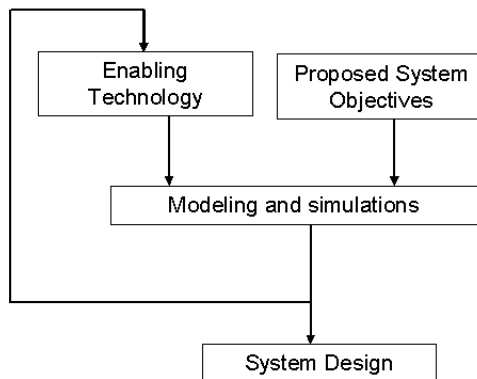 Enabling
Technology
Proposed System
Objectives
Modeling and simulations
System Design